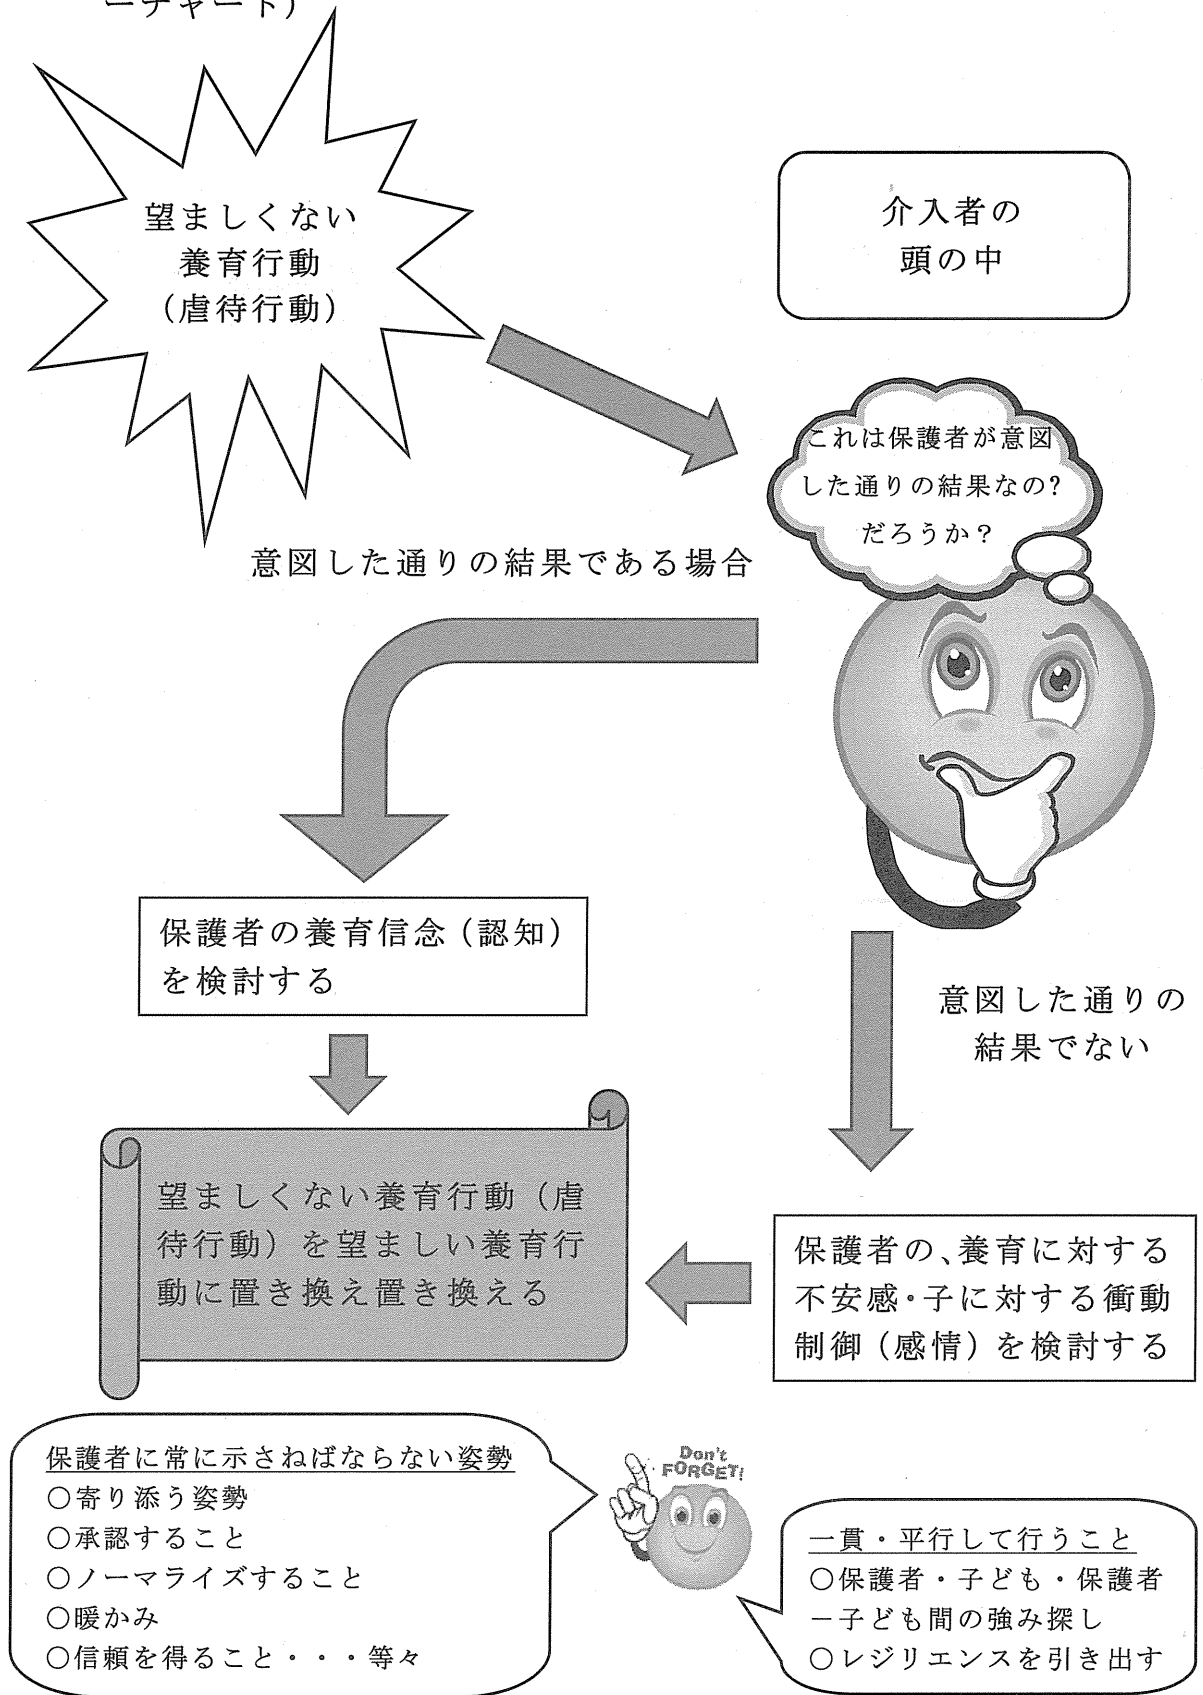 ーチャート）
望ましくない
養育行動
（虐待行動）
介入者の
頭の中
これは保護者が意図
した通りの結果なの?
だろうか？
意図した通りの結果である場合
保護者の養育信念（認知）
を検討する
意図した通りの
結果でない
望ましくない養育行動（虐
待行動）を望ましい養育行
動に置き換え置き換える
保護者の、養育に対する
不安感・子に対する衝動
制御（感情）を検討する
保護者に常に示さねばならない姿勢
○寄り添う姿勢
○承認すること
○ノーマライズすること
○暖かみ
○信頼を得ること・・・等々
Don't
FORGET!
一貫・平行して行うこと
○保護者・子ども・保護者
－子ども間の強み探し
○レジリエンスを引き出す